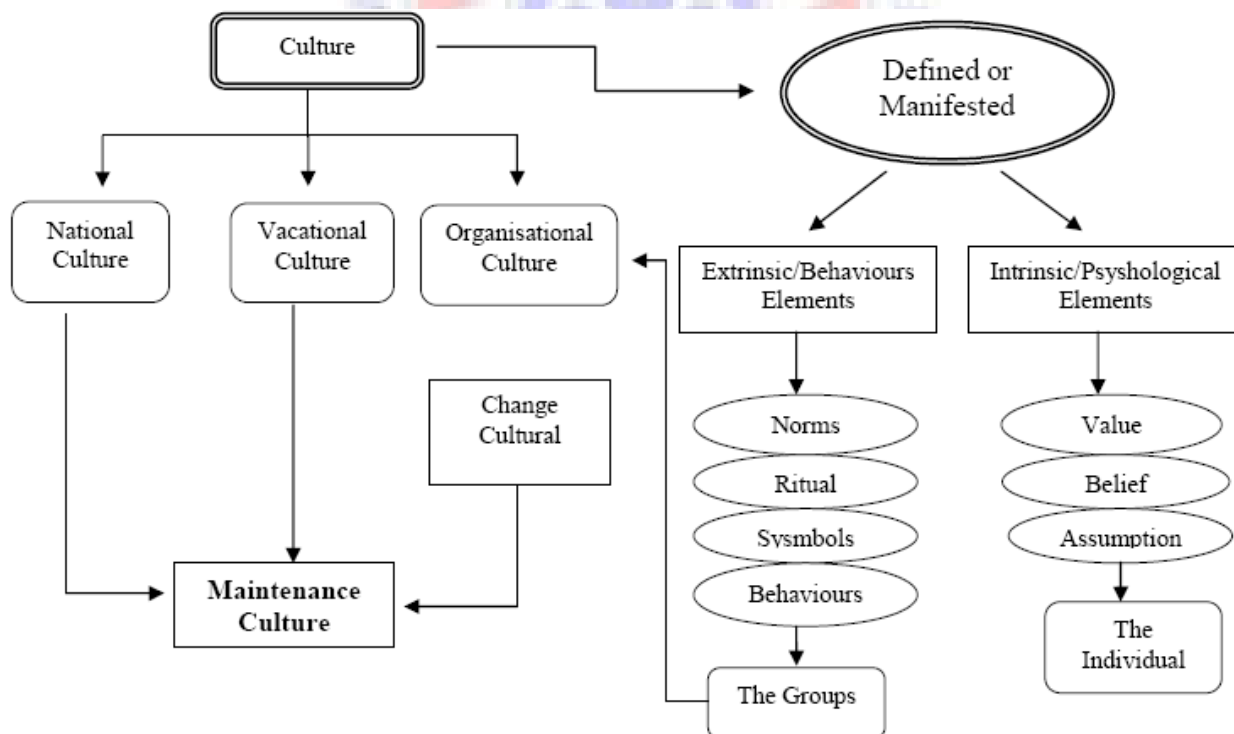 Culture
Defined or
Manifested
National
Culture
Vacational
Culture
Organisational
Culture
Extrinsic/Behaviours
Elements
Intrinsic/Psyshological
Elements
Change
Cultural
Norms
Ritual
Sysmbols
Behaviours
Value
Belief
Assumption
Maintenance
Culture
The Groups
The
Individual